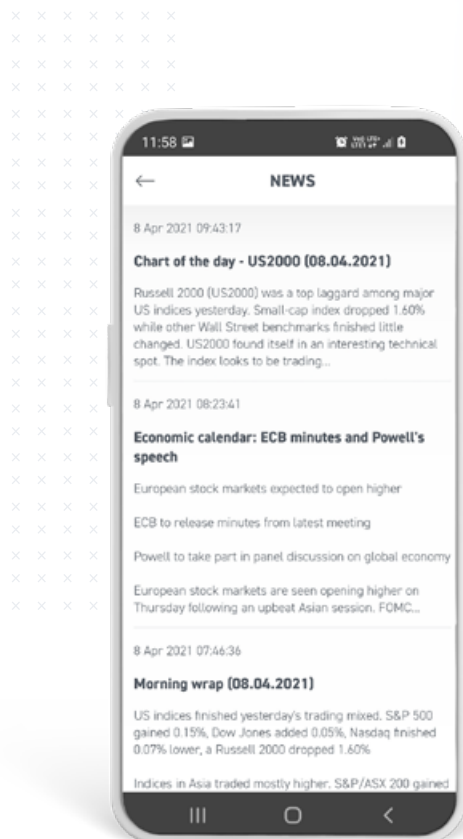 11:58
NEWS
8 Apr 2021 09:43:17
Chart of the day - US2000 (08.04.2021)
Russell 2000 (US2000) was a top laggard among major
US indices yesterday. Small-cap index dropped 1.60%
while other Wall Street benchmarks finished little
changed. US2000 found itself in an interesting technical
spot. The index looks to be trading...
8 Apr 2021 08:23:41
Economic calendar: ECB minutes and Powell's
speech
European stock markets expected to open higher
ECB to release minutes from latest meeting
Powell to take part in panel discussion on global economy
European stock markets are seen opening higher on
Thursday following an upbeat Asian session. FOMC...
8 Apr 2021 07:46:36
Morning wrap (08.04.2021)
US indices finished yesterday's trading mixed. S&P 500
gained 0.15%, Dow Jones added 0.05%, Nasdaq finished
0.07% lower, a Russell 2000 dropped 1.60%
Indices in Asia traded mostly higher. S&P/ASX 200 gained